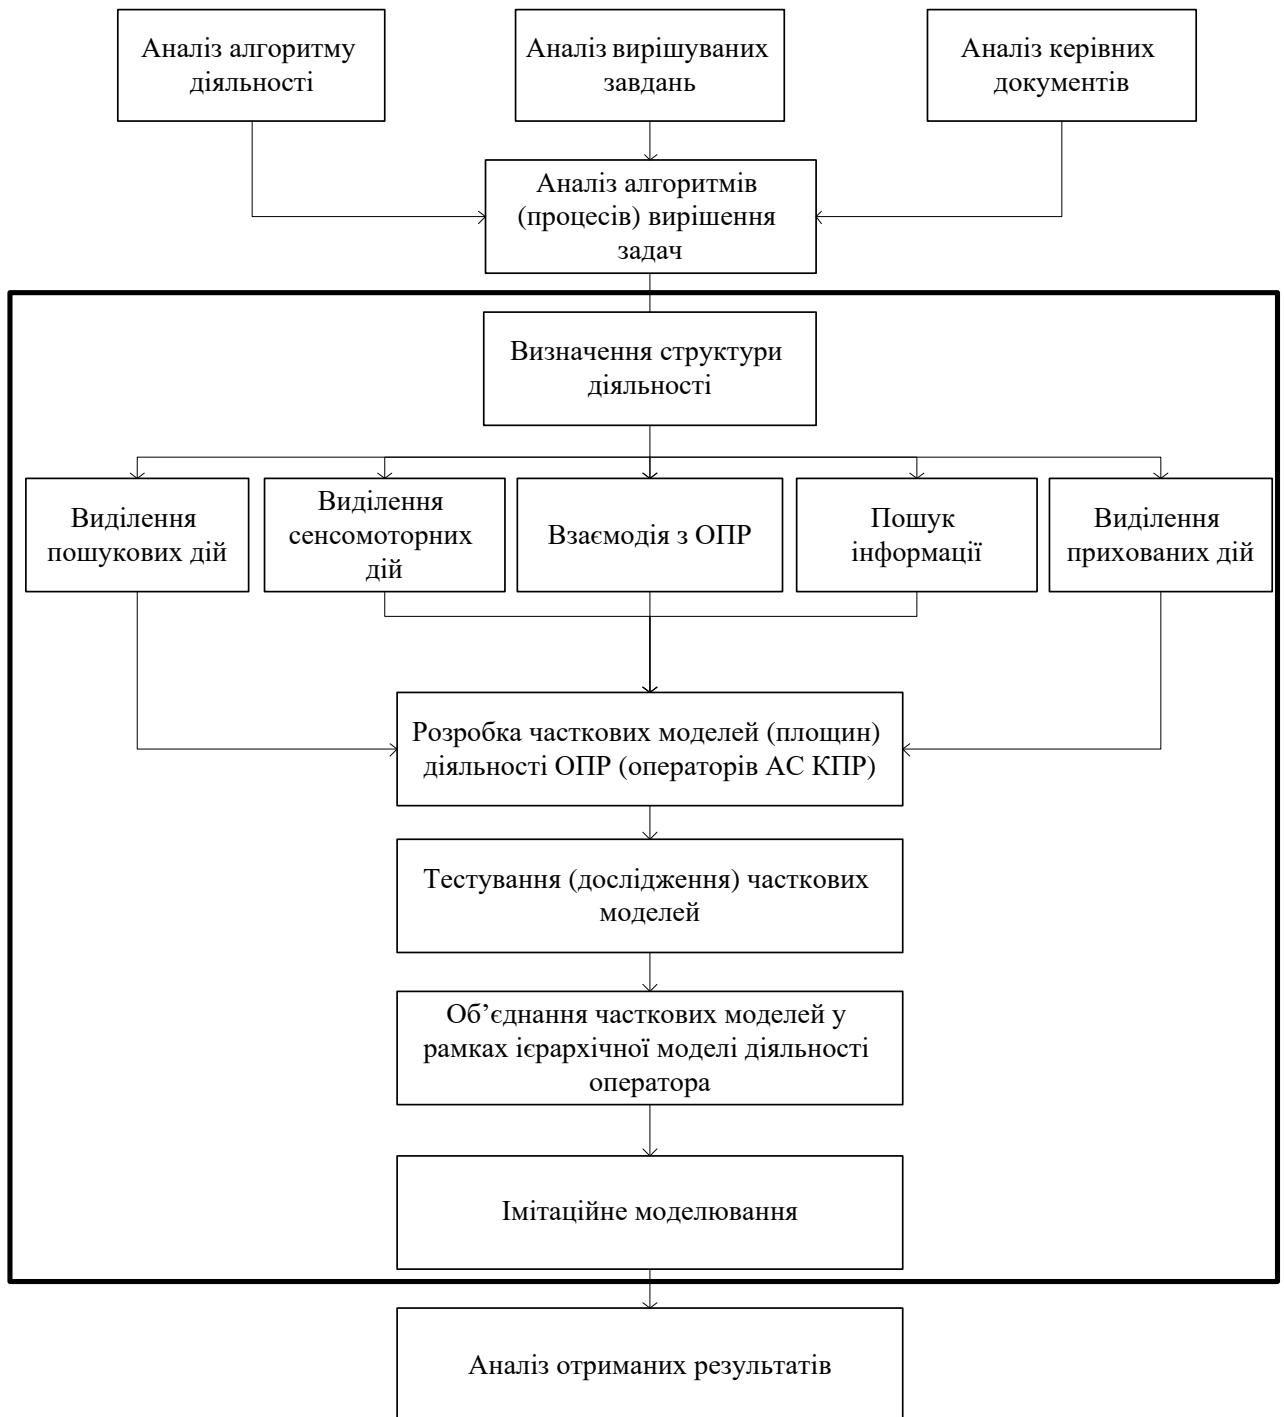 Аналіз алгоритму
діяльності
Аналіз вирішуваних
завдань
Аналіз керівних
документів
Аналіз алгоритмів
(процесів) вирішення
задач
Визначення структури
діяльності
Виділення
пошукових дій
Виділення
сенсомоторних
дій
Взаємодія з ОПР
Пошук
інформації
Виділення
прихованих дій
Розробка часткових моделей (площин)
діяльності ОПР (операторів АС КПР)
Тестування (дослідження) часткових
моделей
Об’єднання часткових моделей у
рамках ієрархічної моделі діяльності
оператора
Імітаційне моделювання
Аналіз отриманих результатів